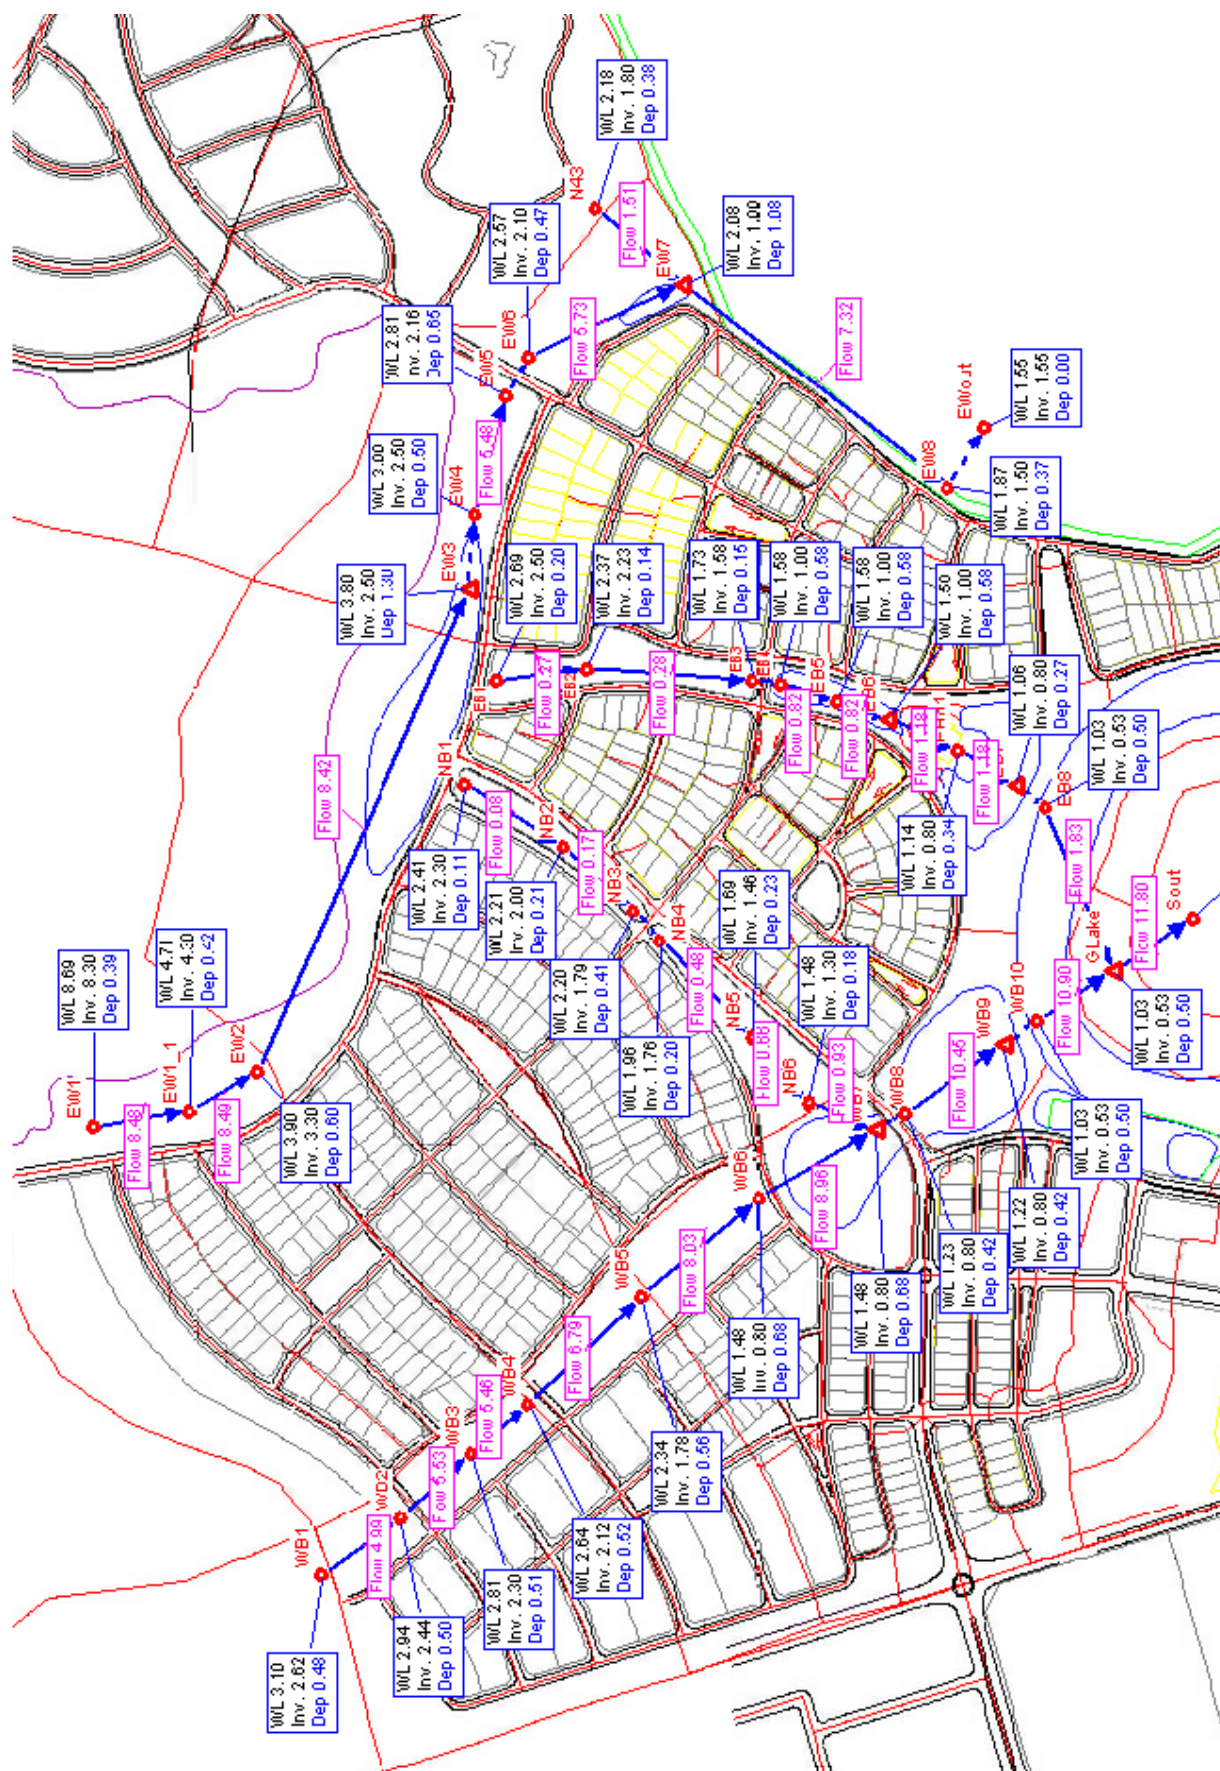 EW1
WL 8.69
Inv. 8.30
Dep 0.39
Flow 8.48
EW1_1
WL 4.71
Inv. 4.30
Dep 0.42
Flow 8.49
EW2
WL 3.90
Inv. 3.30
Dep 0.60
Flow 8.42
EW3
WL 3.80
Inv. 2.50
Dep 1.30
EW4
WL 3.00
Inv. 2.50
Dep 0.50
Flow 5.48
EW5
WL 2.81
nv. 2.16
Dep 0.65
EW6
WL 2.57
Inv. 2.10
Dep 0.47
Flow 5.73
N43
WL 2.18
Inv. 1.80
Dep 0.38
Flow 1.51
EW7
WL 2.08
Inv. 1.00
Dep 1.08
Flow 7.32
EW8
WL 1.87
Inv. 1.50
Dep 0.37
EWout
WL 1.55
Inv. 1.55
Dep 0.00
EB1
WL 2.69
Inv. 2.50
Dep 0.20
Flow 0.27
EB2
WL 2.37
Inv. 2.23
Dep 0.14
Flow 0.28
EB3
WL 1.73
Inv. 1.58
Dep 0.15
EB4
WL 1.58
Inv. 1.00
Dep 0.58
Flow 0.82
EB5
WL 1.58
Inv. 1.00
Dep 0.58
Flow 0.82
EB6
WL 1.50
Inv. 1.00
Dep 0.58
Flow 1.18
WL 1.14
Inv. 0.80
Dep 0.34
Flow 1.18
WL 1.06
Inv. 0.80
Dep 0.27
EB8
WL 1.03
Inv. 0.53
Dep 0.50
Flow 1.83
NB1
WL 2.41
Inv. 2.30
Dep 0.11
Flow 0.08
NB2
WL 2.21
Inv. 2.00
Dep 0.21
Flow 0.17
NB3
WL 2.20
Inv. 1.79
Dep 0.41
NB4
WL 1.96
Inv. 1.76
Dep 0.20
Flow 0.48
NB5
WL 1.69
Inv. 1.46
Dep 0.23
Flow 0.66
NB6
WL 1.48
Inv. 1.30
Dep 0.18
Flow 0.93
WB1
WL 3.10
Inv. 2.62
Dep 0.48
Flow 4.99
WB2
WL 2.94
Inv. 2.44
Dep 0.50
Flow 5.53
WB3
WL 2.81
Inv. 2.30
Dep 0.51
Flow 5.46
WB4
WL 2.64
Inv. 2.12
Dep 0.52
Flow 6.79
WB5
WL 2.34
Inv. 1.78
Dep 0.56
Flow 8.03
WB6
WL 1.48
Inv. 0.80
Dep 0.68
Flow 8.96
WB7
WL 1.48
Inv. 0.80
Dep 0.68
WB8
WL 1.23
Inv. 0.80
Dep 0.42
Flow 10.45
WB9
WL 1.22
Inv. 0.80
Dep 0.42
WB10
WL 1.03
Inv. 0.53
Dep 0.50
Flow 10.90
GLake
WL 1.03
Inv. 0.53
Dep 0.50
Flow 11.80
Sout